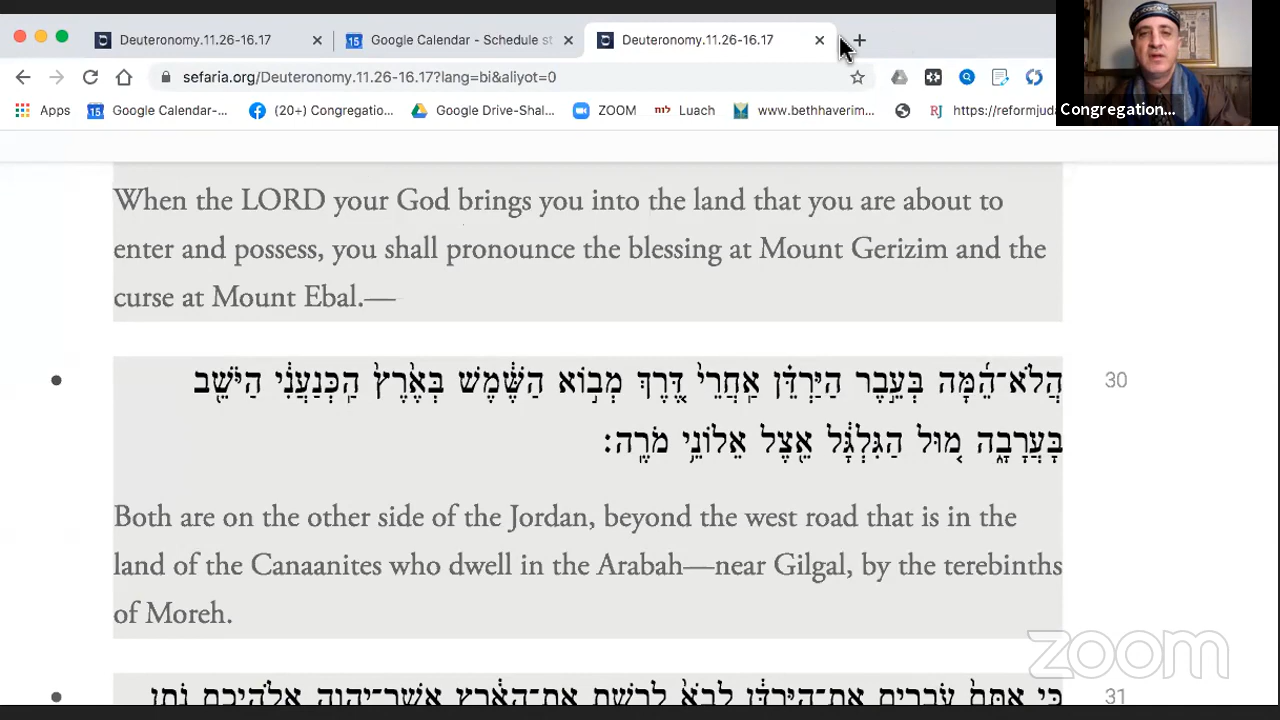 Deuteronomy.11.26-16.17
Google Calendar - Schedule st
Deuteronomy.11.26-16.17
sefaria.org/Deuteronomy.11.26-16.17?lang=bi&aliyot=0
Apps
Google Calendar-...
(20+) Congregatio...
Google Drive-Shal...
ZOOM
Luach
www.bethhaverim...
https://reformjud
Congregation...
When the LORD your God brings you into the land that you are about to
enter and possess, you shall pronounce the blessing at Mount Gerizim and the
curse at Mount Ebal.—
הֲלֹא־הֵ֜מָּה בְּעֵ֣בֶר הַיַּרְדֵּ֗ן אַֽחֲרֵי֙ דֶּ֚רֶךְ מְב֣וֹא הַשֶּׁ֔מֶשׁ בְּאֶ֙רֶץ֙ הַֽכְּנַעֲנִ֔י הַיֹּשֵׁ֖ב
30
בָּעֲרָבָ֑ה מ֚וּל הַגִּלְגָּ֔ל אֵ֖צֶל אֵלוֹנֵ֥י מֹרֶֽה׃
Both are on the other side of the Jordan, beyond the west road that is in the
land of the Canaanites who dwell in the Arabah—near Gilgal, by the terebinths
of Moreh.
כִּ֤י אַתֶּם֙ עֹבְרִ֣ים אֶת־הַיַּרְדֵּ֔ן לָבֹא֙ לָרֶ֣שֶׁת אֶת־הָאָ֔רֶץ אֲשֶׁר־יְהוָ֥ה אֱלֹהֵיכֶ֖ם נֹתֵ֣ן
31
zoom